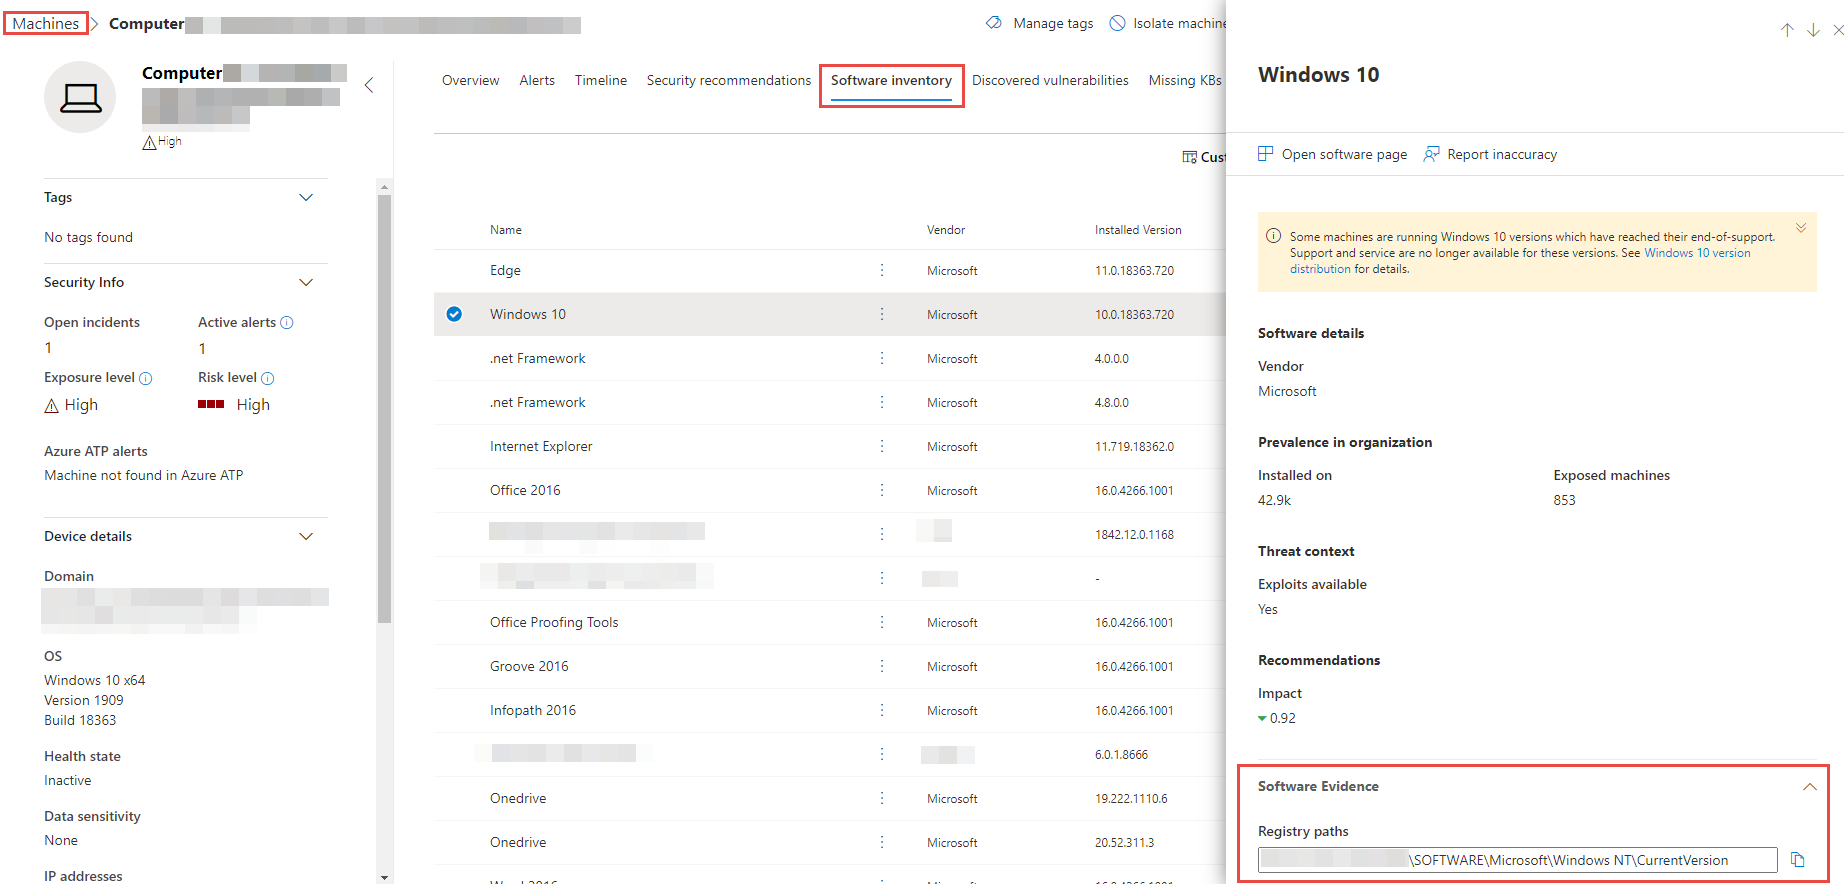 Machines
Computer
Manage tags
Isolate machine
Computer
High
Tags
No tags found
Security Info
Open incidents
Active alerts
1
1
Exposure level
Risk level
High
High
Azure ATP alerts
Machine not found in Azure ATP
Device details
Domain
OS
Windows 10 x64
Version 1909
Build 18363
Health state
Inactive
Data sensitivity
None
IP addresses
Overview Alerts Timeline Security recommendations Software inventory Discovered vulnerabilities Missing KBs
Cust
Name Vendor Installed Version
Edge Microsoft 11.0.18363.720
Windows 10 Microsoft 10.0.18363.720
.net Framework Microsoft 4.0.0.0
.net Framework Microsoft 4.8.0.0
Internet Explorer Microsoft 11.719.18362.0
Office 2016 Microsoft 16.0.4266.1001
1842.12.0.1168
-
Office Proofing Tools Microsoft 16.0.4266.1001
Groove 2016 Microsoft 16.0.4266.1001
Infopath 2016 Microsoft 16.0.4266.1001
6.0.1.8666
Onedrive Microsoft 19.222.1110.6
Onedrive Microsoft 20.52.311.3
Word 2016 Microsoft 16.0.4266.1001
Windows 10
Open software page
Report inaccuracy
Some machines are running Windows 10 versions which have reached their end-of-support.
Support and service are no longer available for these versions. See Windows 10 version
distribution for details.
Software details
Vendor
Microsoft
Prevalence in organization
Installed on
Exposed machines
42.9k
853
Threat context
Exploits available
Yes
Recommendations
Impact
0.92
Software Evidence
Registry paths
\SOFTWARE\Microsoft\Windows NT\CurrentVersion